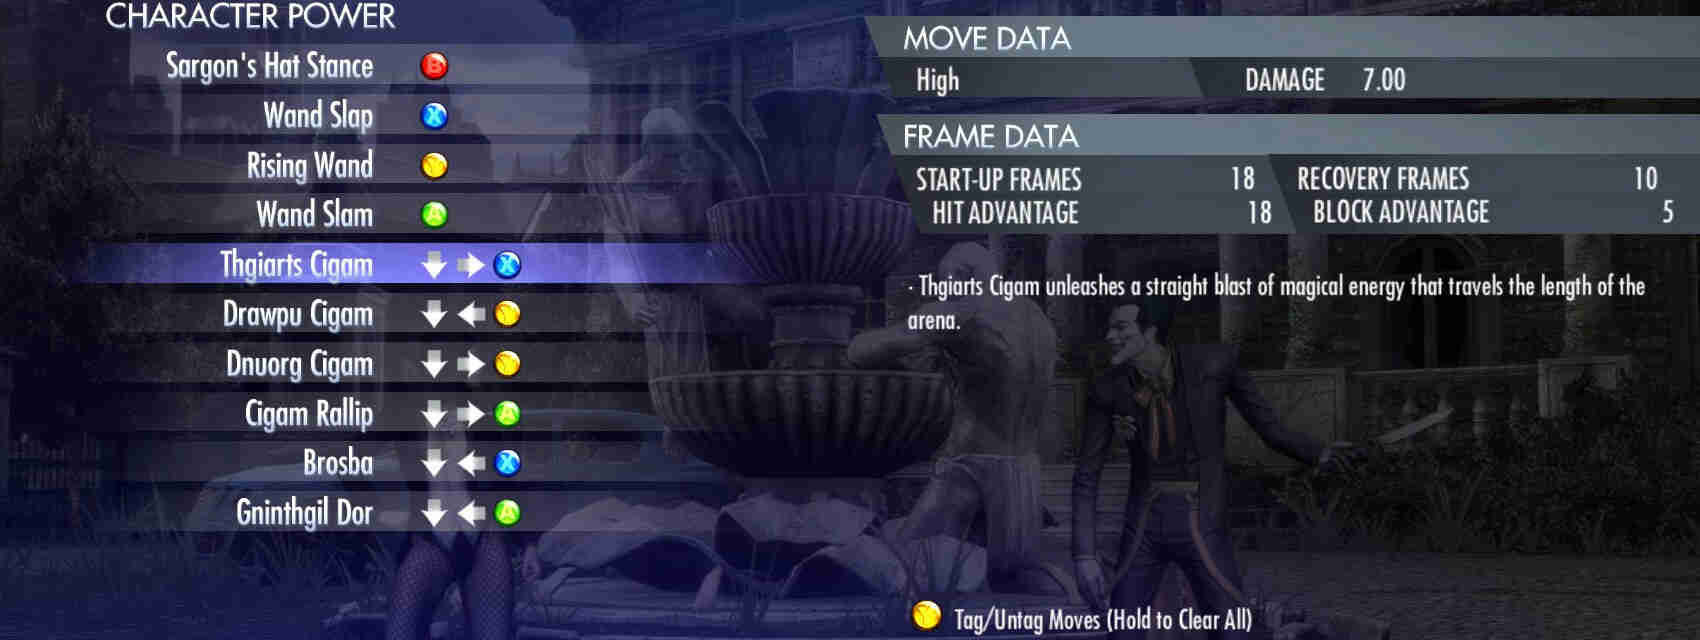 CHARACTER POWER
Sargon's Hat Stance B
Wand Slap X
Rising Wand Y
Wand Slam A
Thgiarts Cigam X
Drawpu Cigam Y
Dnuorg Cigam Y
Cigam Rallip A
Brosba X
Gninthgil Dor A
MOVE DATA
High DAMAGE 7.00
FRAME DATA
START-UP FRAMES 18 RECOVERY FRAMES 10
HIT ADVANTAGE 18 BLOCK ADVANTAGE 5
· Thgiarts Cigam unleashes a straight blast of magical energy that travels the length of the
arena.
Y Tag/Untag Moves (Hold to Clear All)